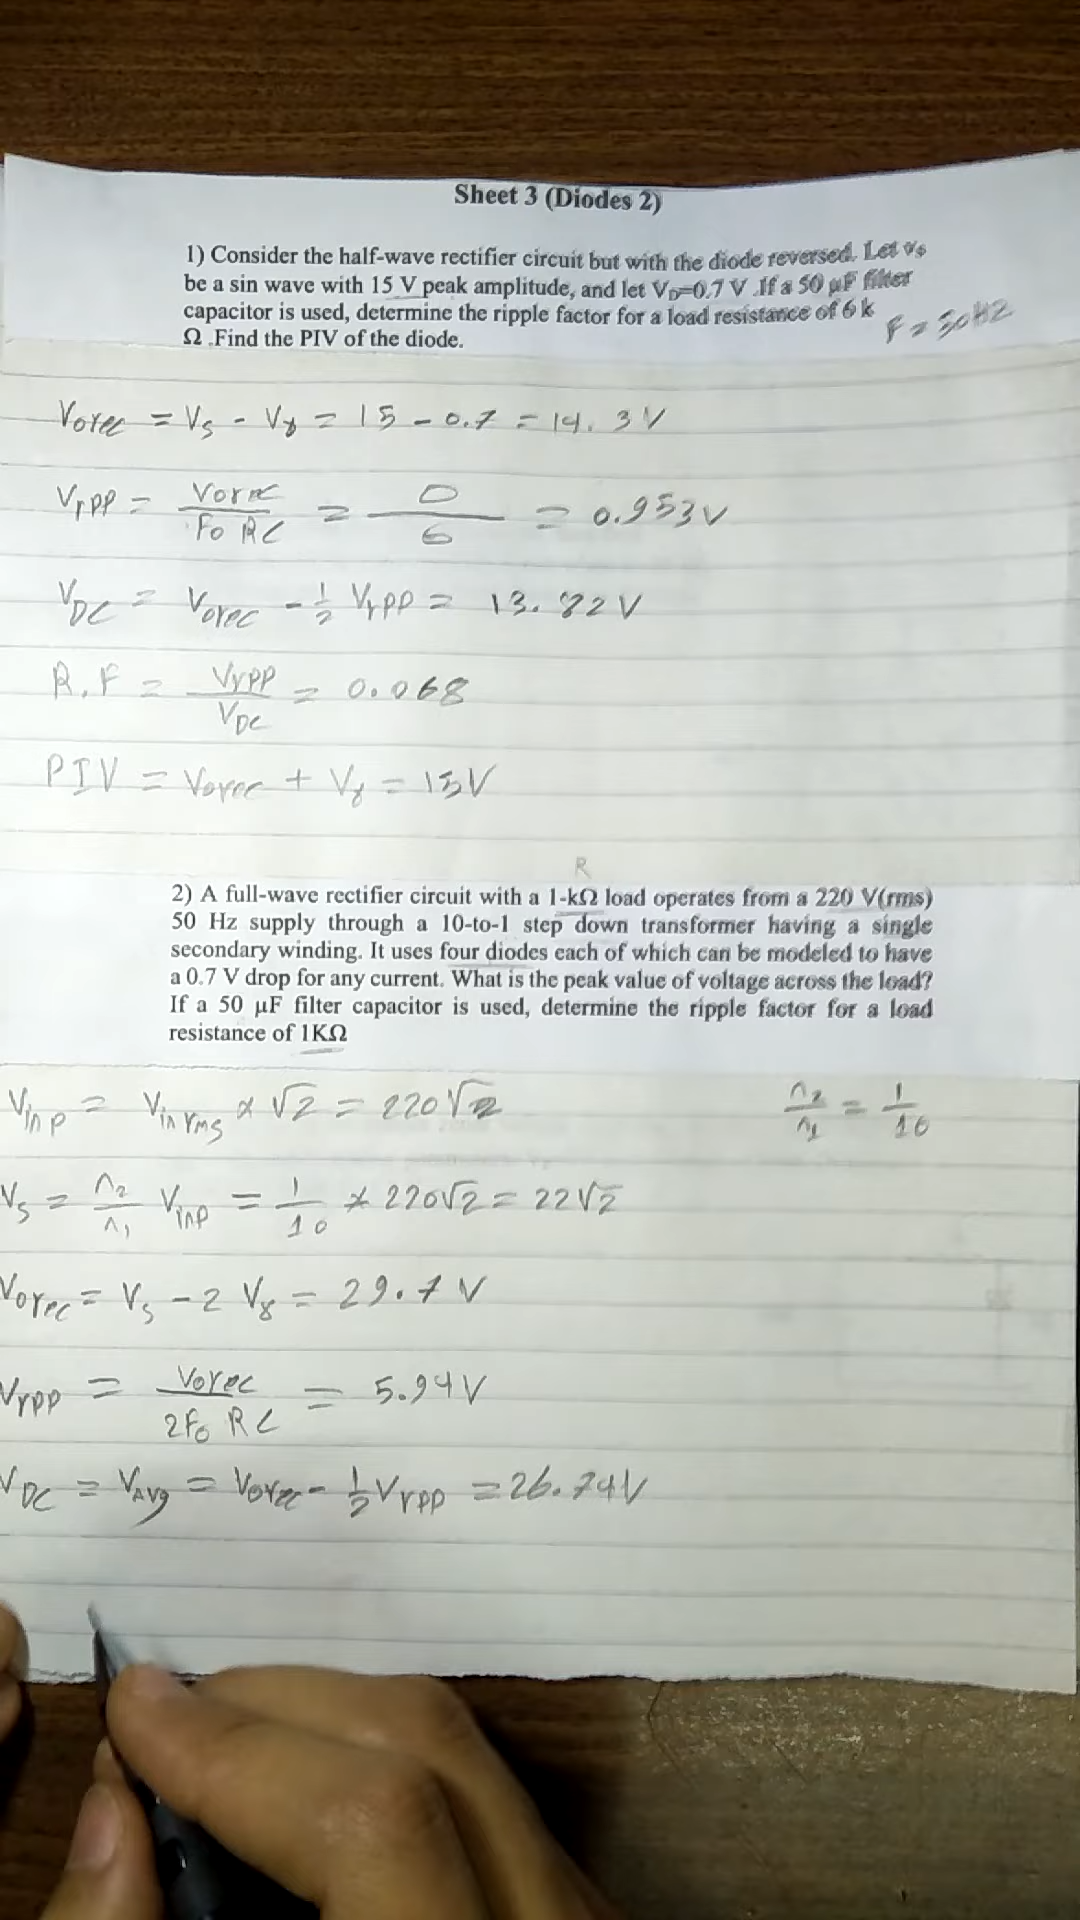 Sheet 3 (Diodes 2)
1) Consider the half-wave rectifier circuit but with the diode reversed. Let vs
be a sin wave with 15 V peak amplitude, and let VD=0.7 V .If a 50 μF filter
capacitor is used, determine the ripple factor for a load resistance of 6 k
Ω .Find the PIV of the diode.
F = 50Hz
Vorec = Vs - Vγ = 15 - 0.7 = 14.3V
Vrpp = Vorec / Fo RC = / = 0.953V
VDC = Vorec - 1/2 Vrpp = 13.82V
R.F = Vrpp / VDC = 0.068
PIV = Vorec + Vγ = 15V
R
2) A full-wave rectifier circuit with a 1-kΩ load operates from a 220 V(rms)
50 Hz supply through a 10-to-1 step down transformer having a single
secondary winding. It uses four diodes each of which can be modeled to have
a 0.7 V drop for any current. What is the peak value of voltage across the load?
If a 50 μF filter capacitor is used, determine the ripple factor for a load
resistance of 1KΩ
Vinp = Vin rms × √2 = 220√2
n2/n1 = 1/10
Vs = n2/n1 Vinp = 1/10 * 220√2 = 22√2
Vorec = Vs - 2 Vγ = 29.7 V
Vrpp = Vorec / 2Fo RC = 5.94V
VDC = VAvg = Vorec - 1/2 Vrpp = 26.74V